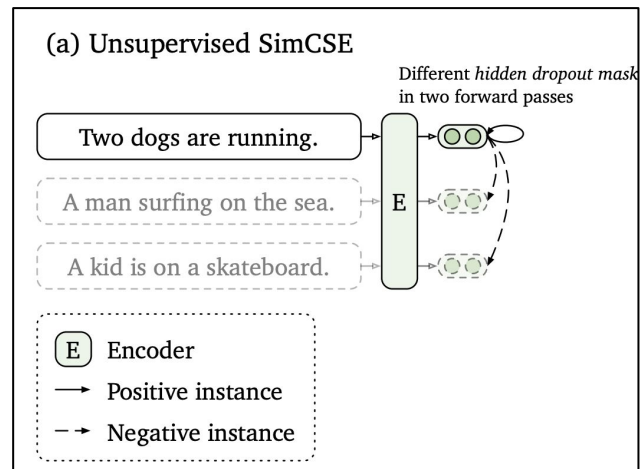 (a) Unsupervised SimCSE
Different hidden dropout mask
in two forward passes
Two dogs are running.
A man surfing on the sea.
E
A kid is on a skateboard.
E Encoder
Positive instance
Negative instance